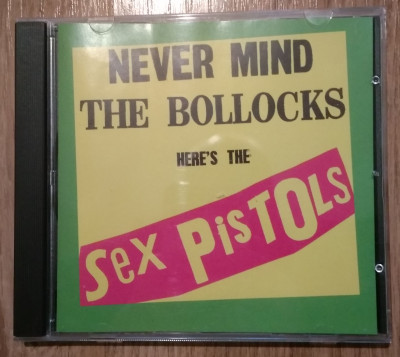 NEVER MIND
THE BOLLOCKS
HERE'S THE
Sex PisTOLs